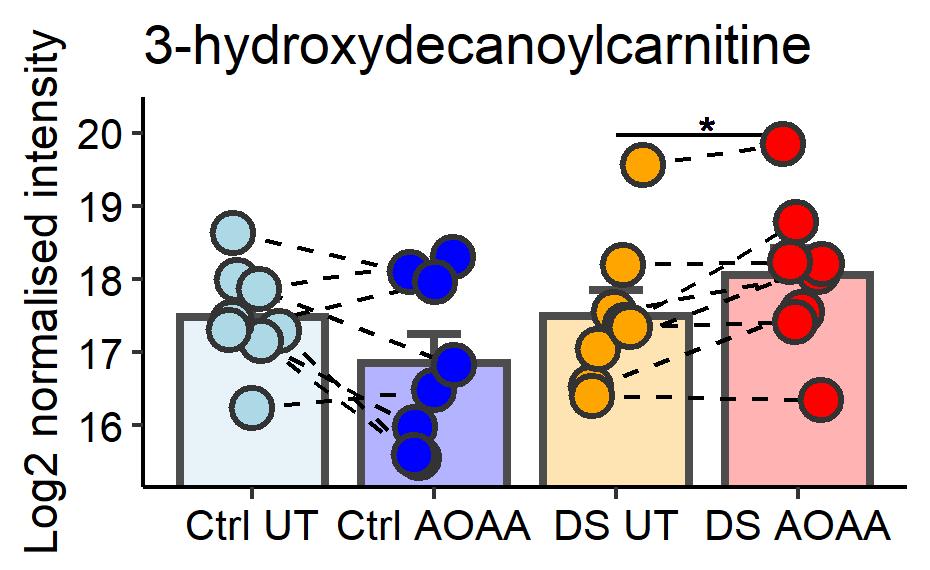 3-hydroxydecanoylcarnitine
Log2 normalised intensity
20
19
18
17
16
*
Ctrl UT
Ctrl AOAA
DS UT
DS AOAA